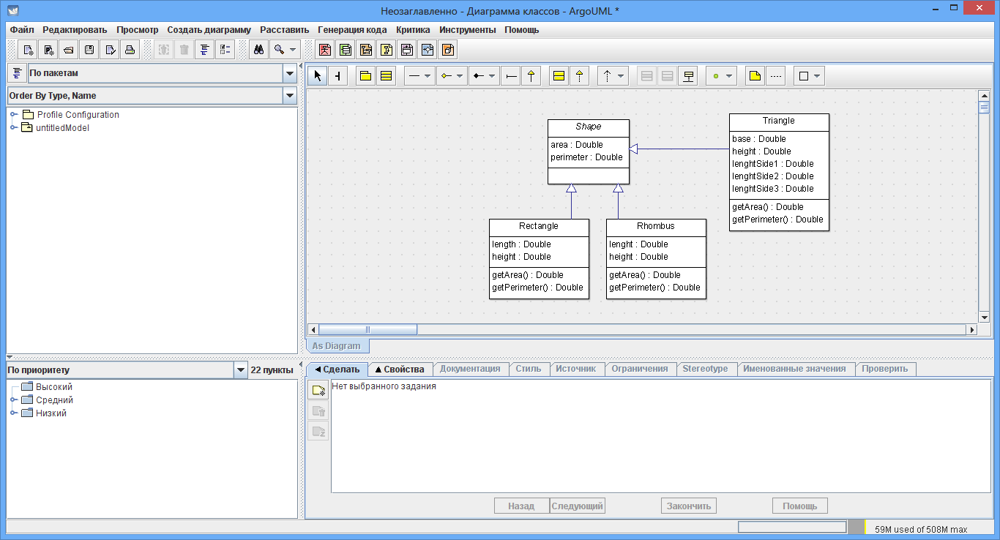 Неозаглавленно - Диаграмма классов - ArgoUML *
Файл Редактировать Просмотр Создать диаграмму Расставить Генерация кода Критика Инструменты Помощь
По пакетам
Order By Type, Name
Profile Configuration
untitledModel
Shape
area : Double
perimeter : Double
Triangle
base : Double
height : Double
lenghtSide1 : Double
lenghtSide2 : Double
lenghtSide3 : Double
getArea() : Double
getPerimeter() : Double
Rectangle
length : Double
height : Double
getArea() : Double
getPerimeter() : Double
Rhombus
lenght : Double
height : Double
getArea() : Double
getPerimeter() : Double
As Diagram
По приоритету 22 пункты
Высокий
Средний
Низкий
Сделать Свойства Документация Стиль Источник Ограничения Stereotype Именованные значения Проверить
Нет выбранного задания
Назад Следующий Закончить Помощь
59M used of 508M max